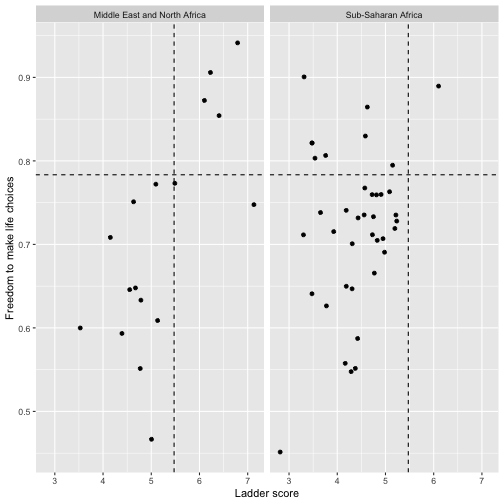 Middle East and North Africa
Sub-Saharan Africa
Freedom to make life choices
0.9
0.8
0.7
0.6
0.5
3 4 5 6 7
3 4 5 6 7
Ladder score